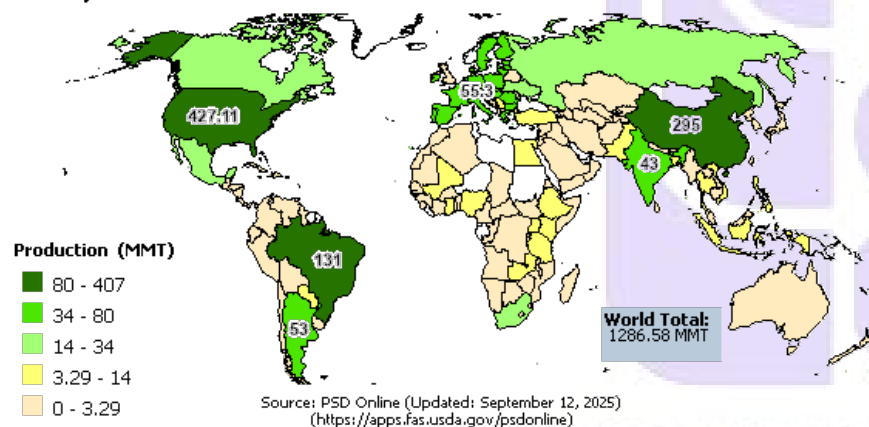 427.11
55.3
295
43
131
53
Production (MMT)
80 - 407
34 - 80
14 - 34
3.29 - 14
0 - 3.29
World Total:
1286.58 MMT
Source: PSD Online (Updated: September 12, 2025)
(https://apps.fas.usda.gov/psdonline)